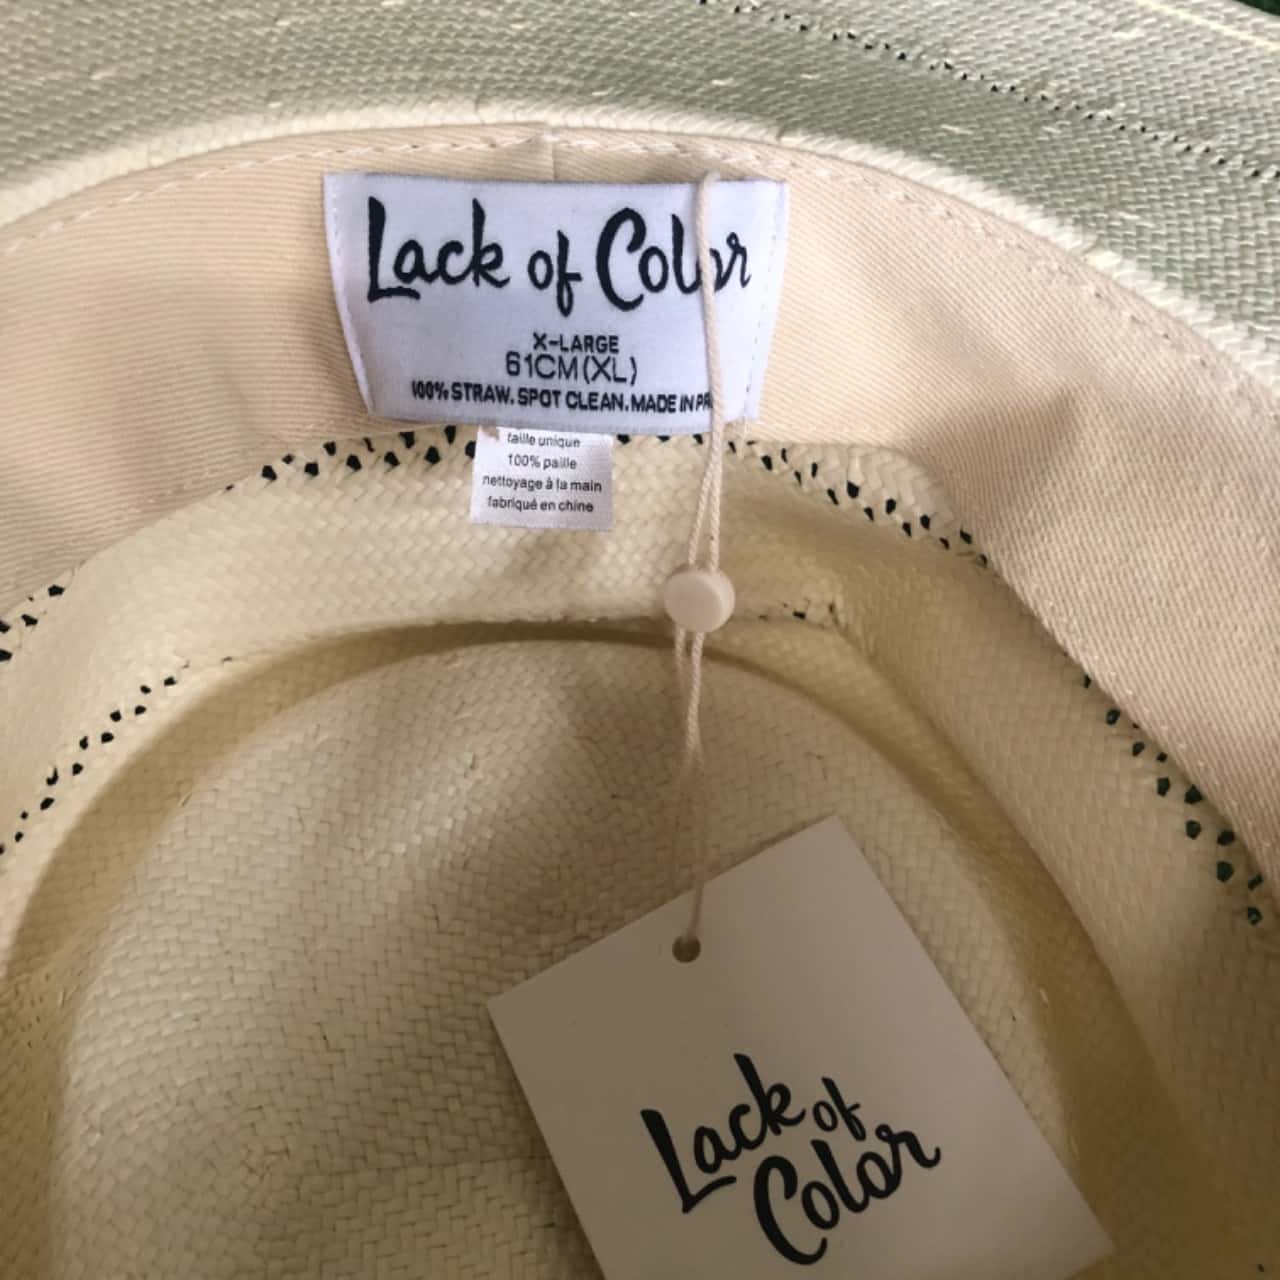 Lack of Color
X-LARGE
61CM(XL)
100% STRAW. SPOT CLEAN. MADE IN
taille unique
100% paille
nettoyage à la main
fabriqué en chine
Lack of
Color